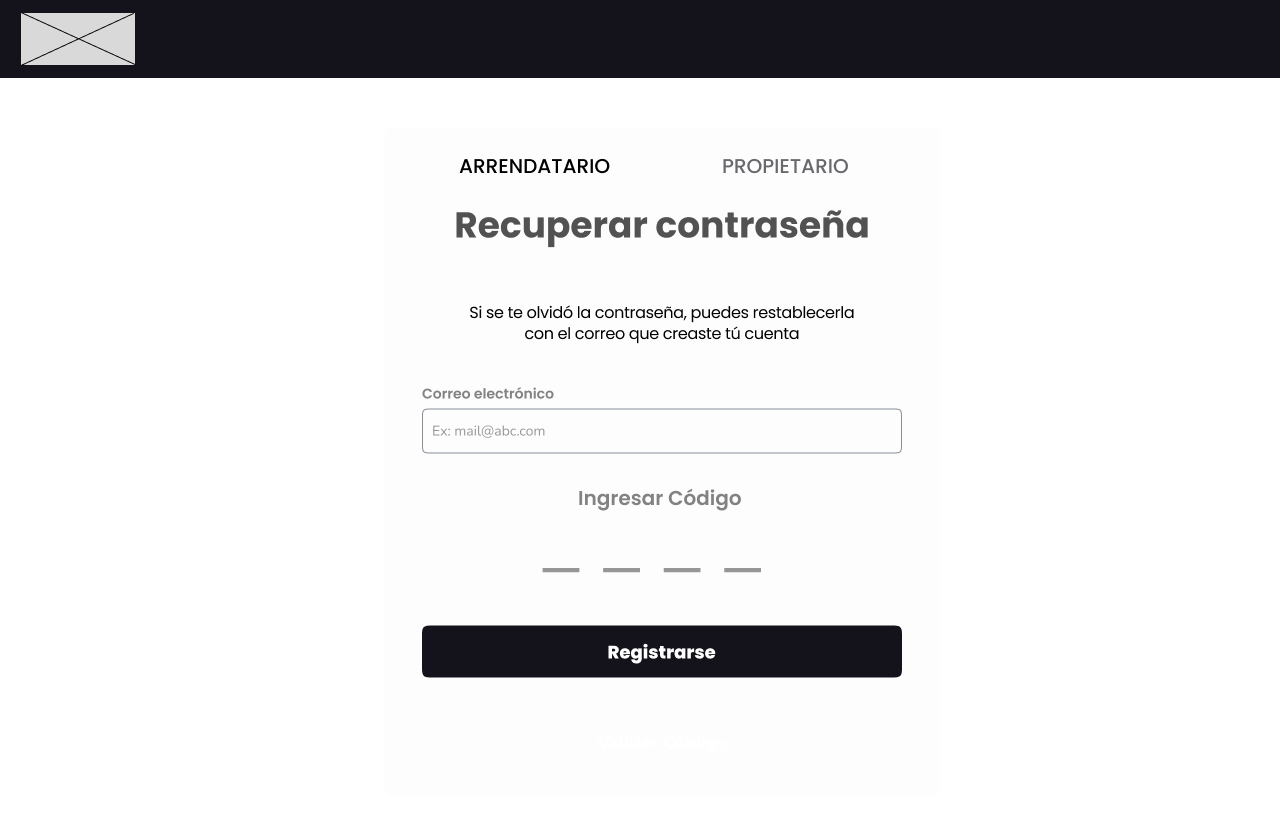 ARRENDATARIO PROPIETARIO
Recuperar contraseña
Si se te olvidó la contraseña, puedes restablecerla
con el correo que creaste tú cuenta
Correo electrónico
Ex: mail@abc.com
Ingresar Código
Registrarse